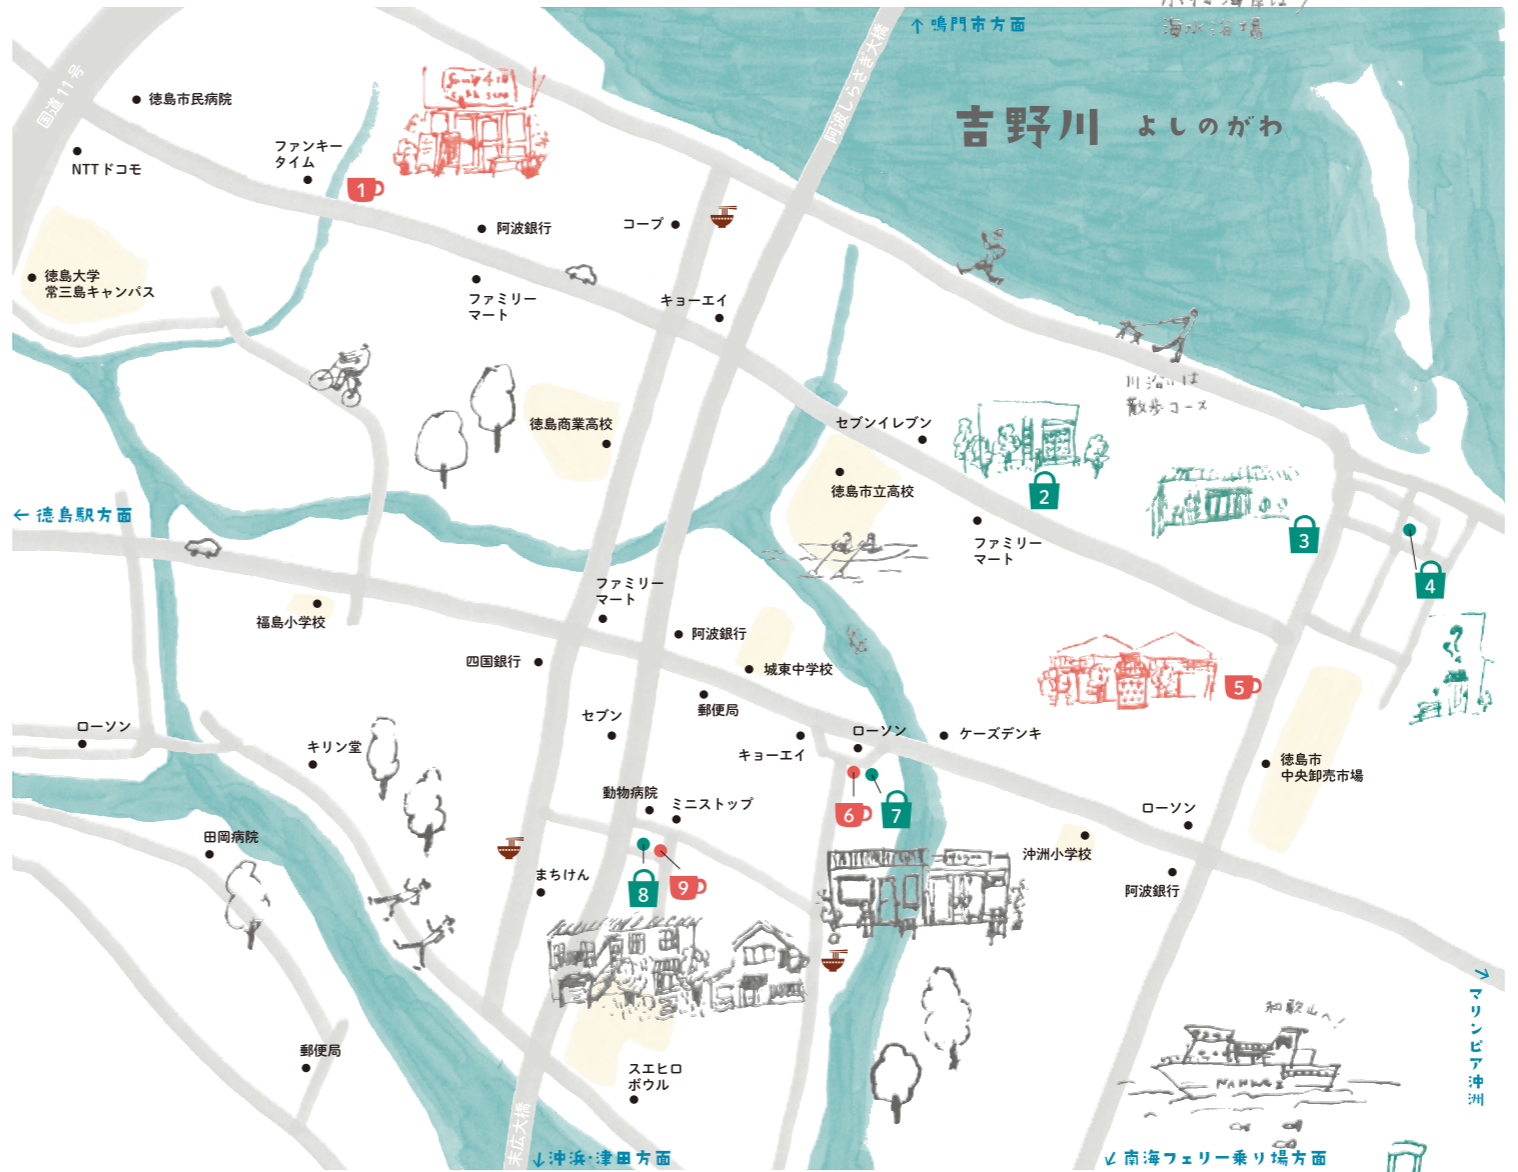 海水浴場
↑鳴門市方面
阿波しらさぎ大橋
国道11号
吉野川 よしのがわ
徳島市民病院
NTTドコモ
ファンキー
タイム
1
阿波銀行
コープ
徳島大学
常三島キャンパス
ファミリー
マート
キョーエイ
川沿いは
散歩コース
徳島商業高校
セブンイレブン
徳島市立高校
2
3
4
←徳島駅方面
ファミリー
マート
ファミリー
マート
福島小学校
阿波銀行
四国銀行
城東中学校
郵便局
5
セブン
ローソン
キョーエイ
ローソン
ケーズデンキ
キリン堂
徳島市
中央卸売市場
動物病院
ミニストップ
6
7
ローソン
田岡病院
沖洲小学校
まちけん
8
9
阿波銀行
→マリンピア沖洲
和歌山へ!
郵便局
スエヒロ
ボウル
末広大橋
↓沖浜・津田方面
↙南海フェリー乗り場方面